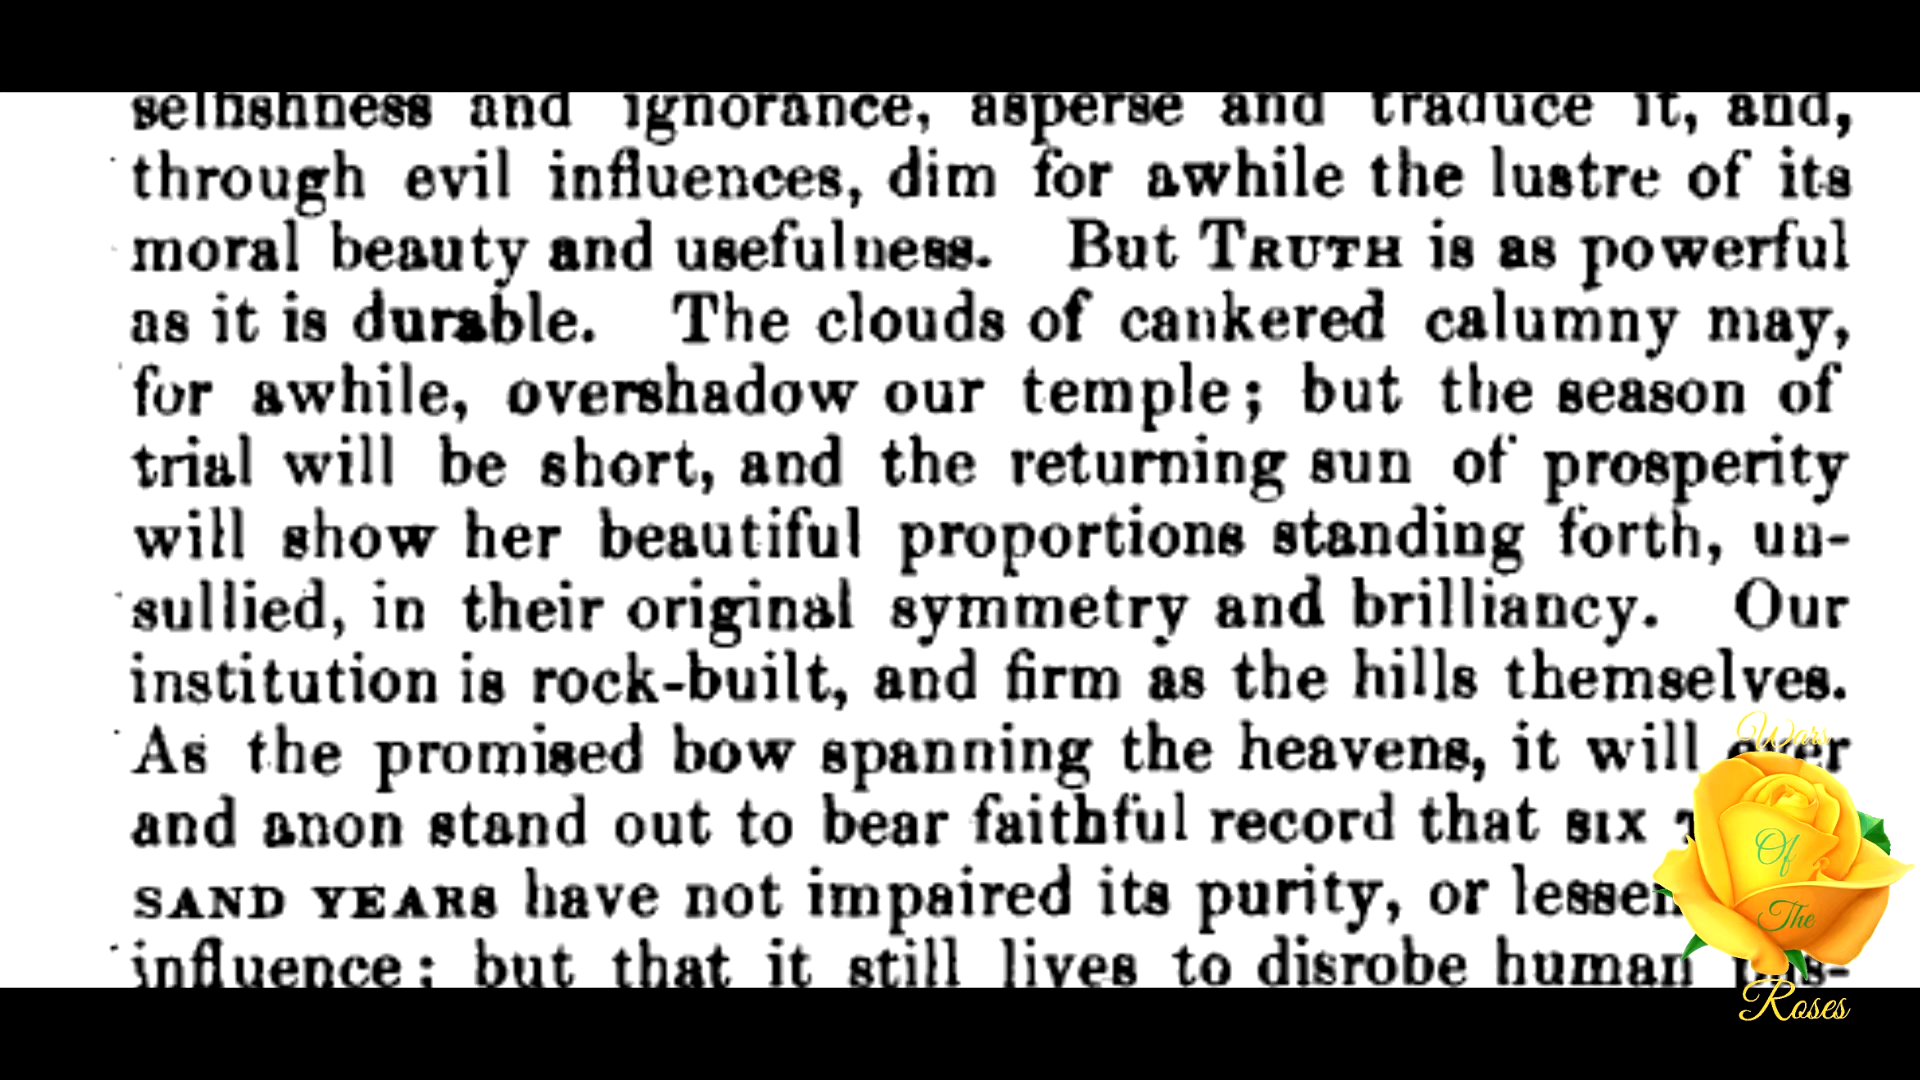 selfishness and ignorance, asperse and traduce it, and,
through evil influences, dim for awhile the lustre of its
moral beauty and usefulness. But TRUTH is as powerful
as it is durable. The clouds of cankered calumny may,
for awhile, overshadow our temple; but the season of
trial will be short, and the returning sun of prosperity
will show her beautiful proportions standing forth, un-
sullied, in their original symmetry and brilliancy. Our
institution is rock-built, and firm as the hills themselves.
As the promised bow spanning the heavens, it will ever
and anon stand out to bear faithful record that SIX
SAND YEARS have not impaired its purity, or
influence; but that it still lives to disrobe human
Wars
Of
The
Roses